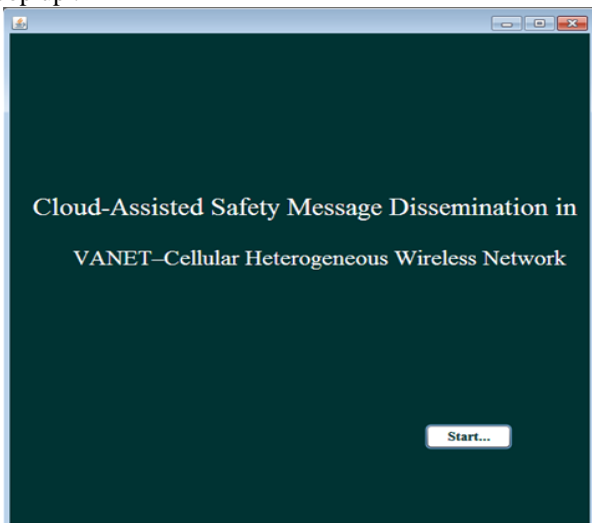 Cloud-Assisted Safety Message Dissemination in
VANET–Cellular Heterogeneous Wireless Network
Start...